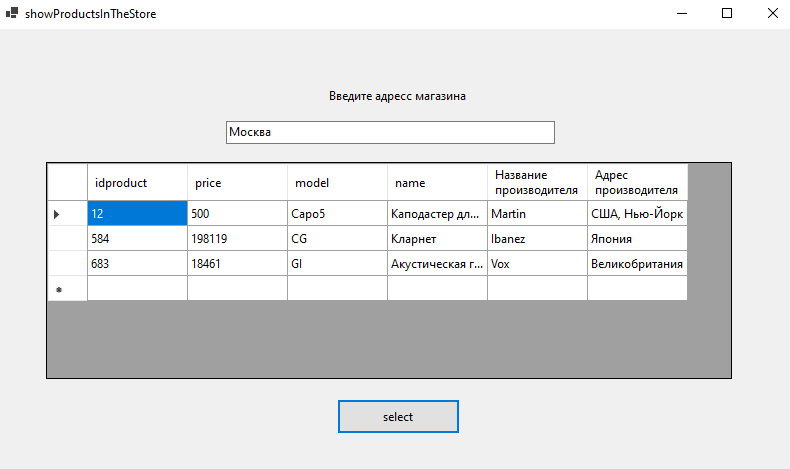 showProductsInTheStore
Введите адресс магазина
Москва
idproduct price model name Название производителя Адрес производителя
12 500 Capo5 Каподастер дл... Martin США, Нью-Йорк
584 198119 CG Кларнет Ibanez Япония
683 18461 GI Акустическая г... Vox Великобритания
select